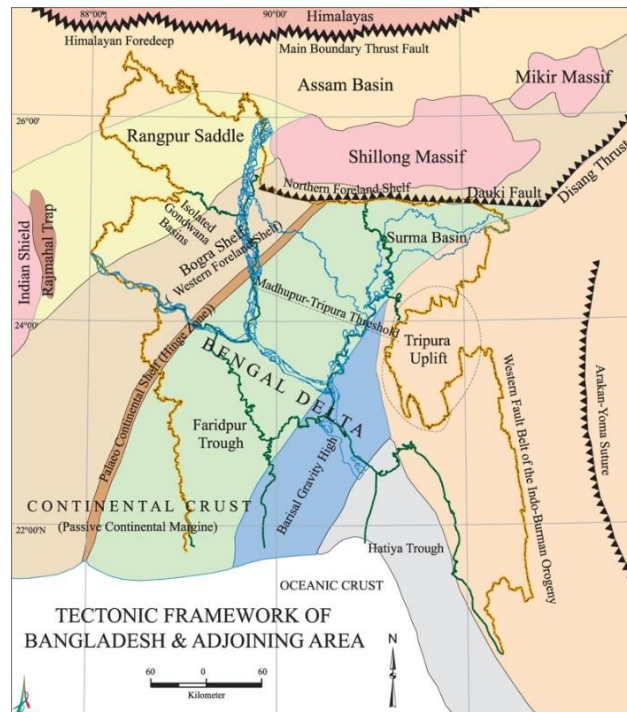 88°00'
90°00'
Himalayas
Himalayan Foredeep
Main Boundary Thrust Fault
Assam Basin
Mikir Massif
26°00'
Rangpur Saddle
Shillong Massif
Disang Thrust
Northern Foreland Shelf
Dauki Fault
Indian Shield
Rajmahal Trap
Isolated
Gondwana
Basins
Bogra Shelf
(Western Foreland Shelf)
Surma Basin
Madhupur-Tripura Threshold
24°00'
Tripura
Uplift
BENGAL DELTA
Palaeo Continental Shelf (Hinge Zone))
Faridpur
Trough
Western Fault Belt of the Indo-Burman Orogeny
Arakan-Yoma Suture
Barisal Gravity High
CONTINENTAL CRUST
(Passive Continental Margine)
22°00'N
Hatiya Trough
OCEANIC CRUST
TECTONIC FRAMEWORK OF
BANGLADESH & ADJOINING AREA
N
60 0 60
Kilometer